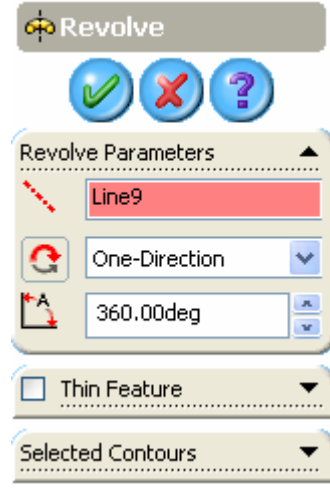 Revolve
?
Revolve Parameters
Line9
One-Direction
A
360.00deg
Thin Feature
Selected Contours